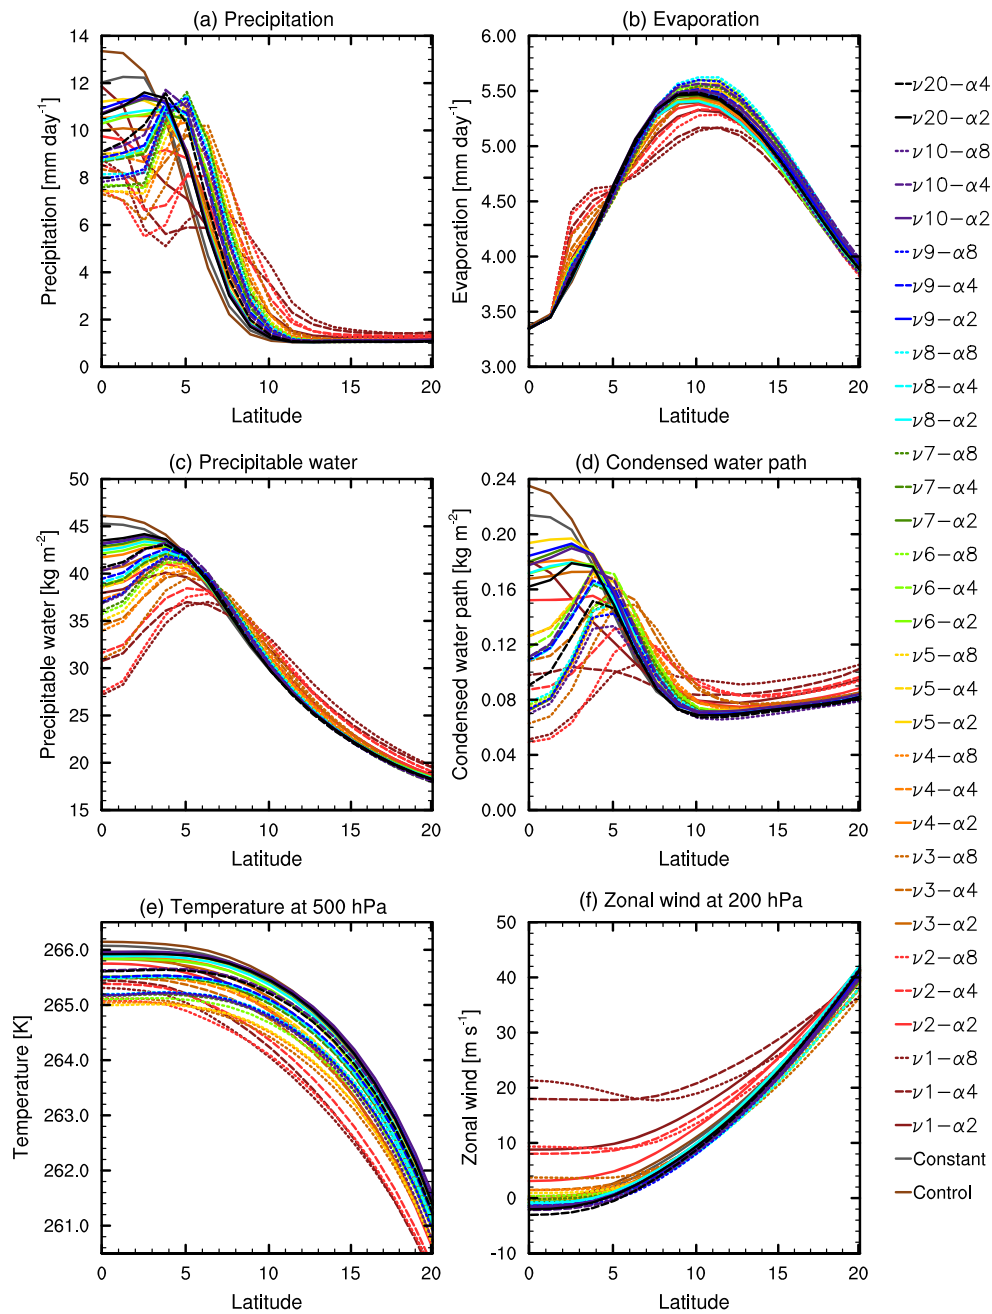 (a) Precipitation
Precipitation [mm day⁻¹]
14
12
10
8
6
4
2
0
0 5 10 15 20
Latitude
(b) Evaporation
Evaporation [mm day⁻¹]
6.00
5.50
5.00
4.50
4.00
3.50
3.00
0 5 10 15 20
Latitude
(c) Precipitable water
Precipitable water [kg m⁻²]
50
45
40
35
30
25
20
15
0 5 10 15 20
Latitude
(d) Condensed water path
Condensed water path [kg m⁻²]
0.24
0.20
0.16
0.12
0.08
0.04
0.00
0 5 10 15 20
Latitude
(e) Temperature at 500 hPa
Temperature [K]
266.0
265.0
264.0
263.0
262.0
261.0
0 5 10 15 20
Latitude
(f) Zonal wind at 200 hPa
Zonal wind [m s⁻¹]
50
40
30
20
10
0
-10
0 5 10 15 20
Latitude
ν20−α4
ν20−α2
ν10−α8
ν10−α4
ν10−α2
ν9−α8
ν9−α4
ν9−α2
ν8−α8
ν8−α4
ν8−α2
ν7−α8
ν7−α4
ν7−α2
ν6−α8
ν6−α4
ν6−α2
ν5−α8
ν5−α4
ν5−α2
ν4−α8
ν4−α4
ν4−α2
ν3−α8
ν3−α4
ν3−α2
ν2−α8
ν2−α4
ν2−α2
ν1−α8
ν1−α4
ν1−α2
Constant
Control